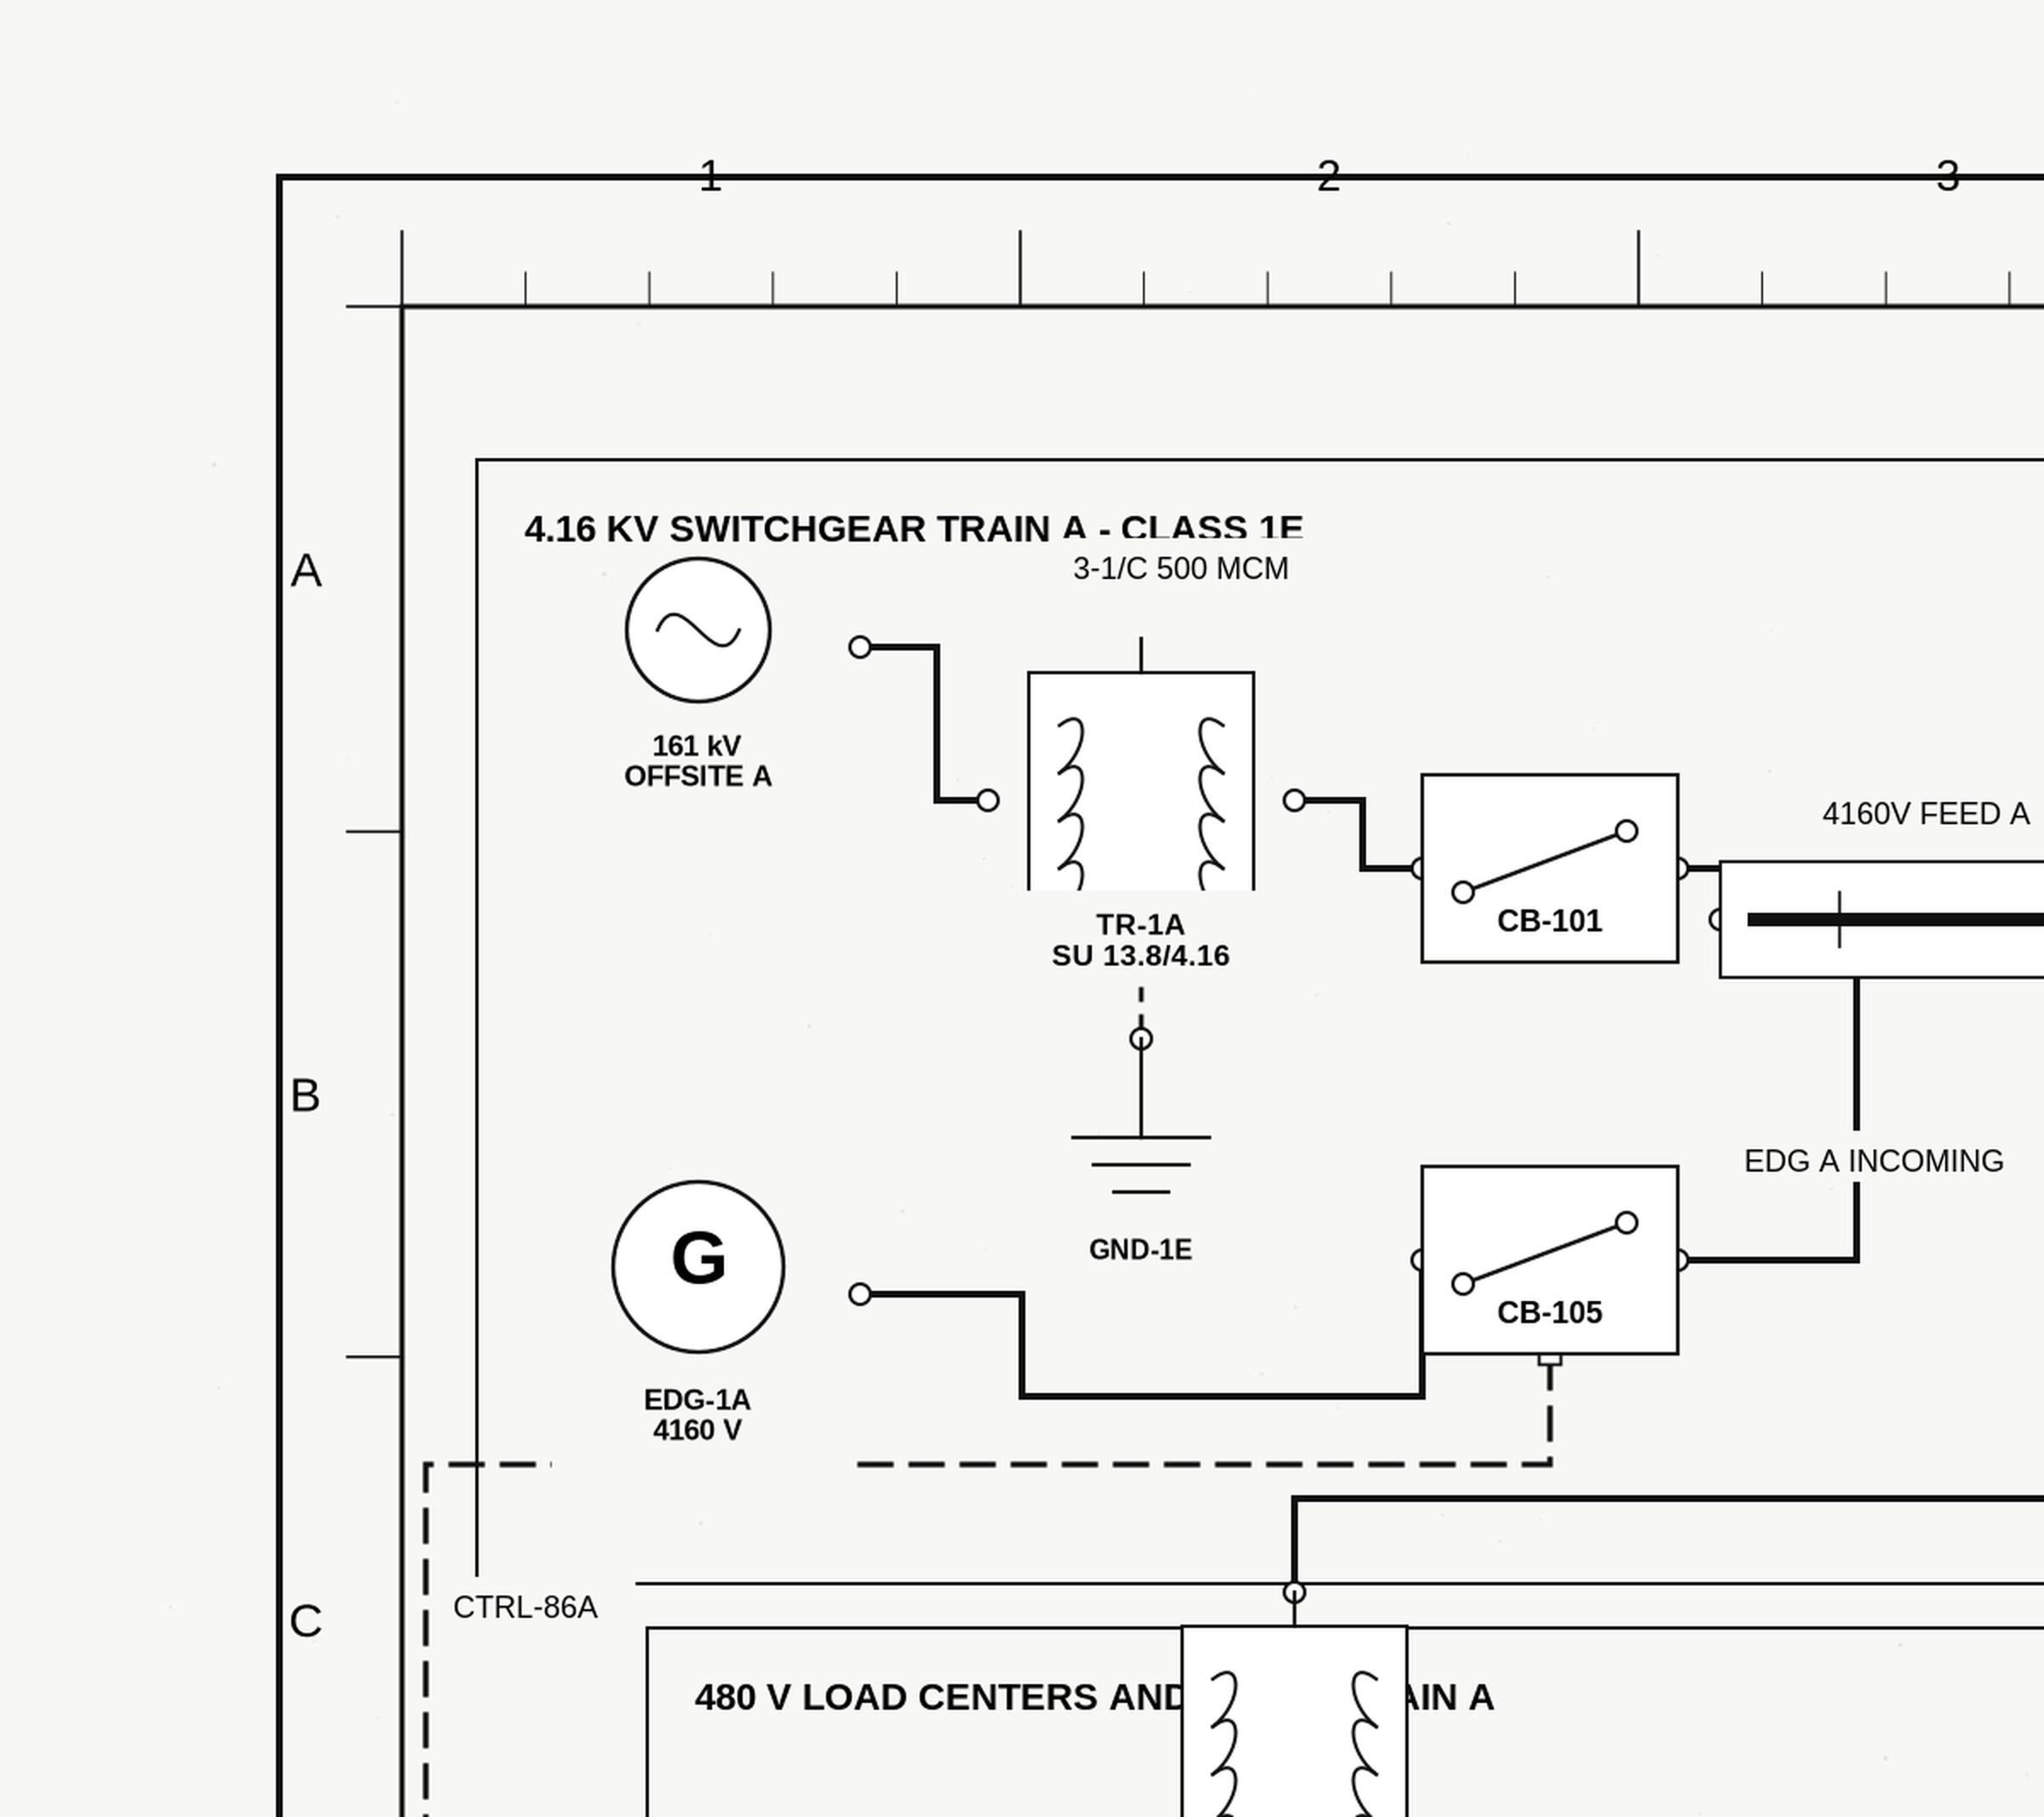 1
2
3
A
4.16 KV SWITCHGEAR TRAIN A - CLASS 1E
3-1/C 500 MCM
161 kV
OFFSITE A
4160V FEED A
CB-101
TR-1A
SU 13.8/4.16
B
EDG A INCOMING
G
GND-1E
CB-105
EDG-1A
4160 V
C
CTRL-86A
480 V LOAD CENTERS AND
A